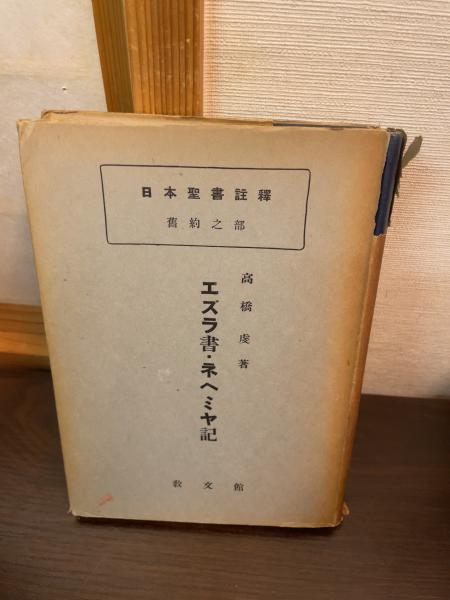 日本聖書註釋
舊約之部
高橋虔著
エズラ書・ネヘミヤ記
教文館